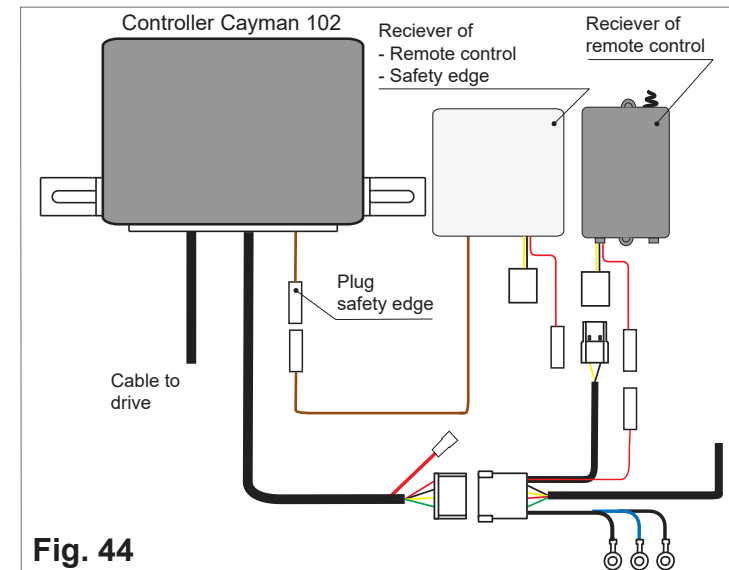 Controller Cayman 102
Reciever of
- Remote control
- Safety edge
Reciever of
remote control
Plug
safety edge
Cable to
drive
Fig. 44